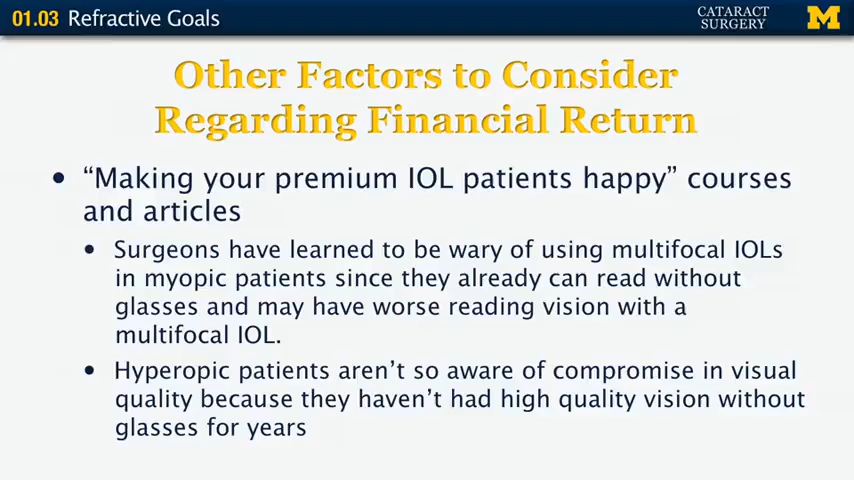 01.03 Refractive Goals
CATARACT
SURGERY
M
Other Factors to Consider
Regarding Financial Return
• “Making your premium IOL patients happy” courses
and articles
• Surgeons have learned to be wary of using multifocal IOLs
in myopic patients since they already can read without
glasses and may have worse reading vision with a
multifocal IOL.
• Hyperopic patients aren’t so aware of compromise in visual
quality because they haven’t had high quality vision without
glasses for years